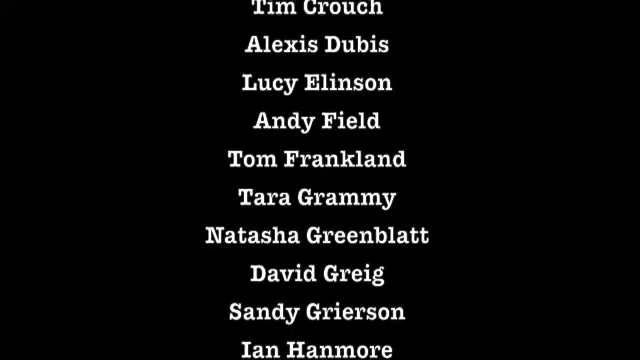 Tim Crouch
Alexis Dubis
Lucy Elinson
Andy Field
Tom Frankland
Tara Grammy
Natasha Greenblatt
David Greig
Sandy Grierson
Ian Hanmore